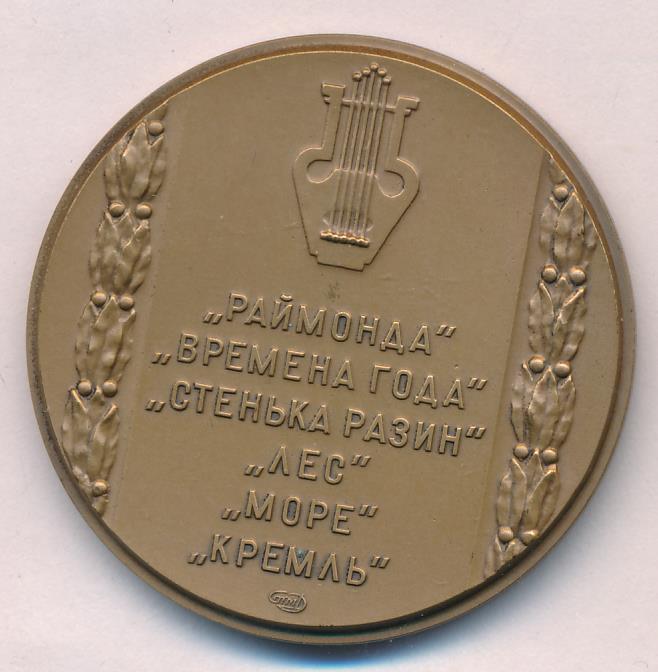 „РАЙМОНДА"
„ВРЕМЕНА ГОДА"
„СТЕНЬКА РАЗИН"
„ЛЕС"
„МОРЕ"
„КРЕМЛЬ"